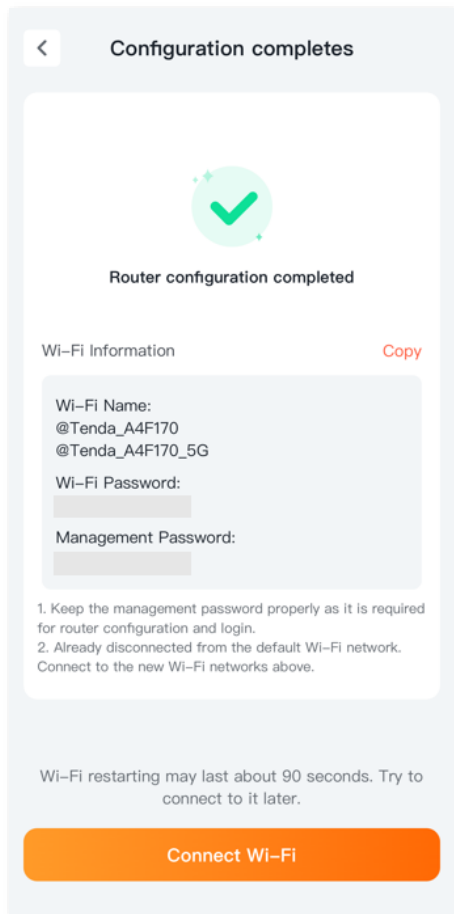 Configuration completes
Router configuration completed
Wi-Fi Information
Copy
Wi-Fi Name:
@Tenda_A4F170
@Tenda_A4F170_5G
Wi-Fi Password:
Management Password:
1. Keep the management password properly as it is required
for router configuration and login.
2. Already disconnected from the default Wi-Fi network.
Connect to the new Wi-Fi networks above.
Wi-Fi restarting may last about 90 seconds. Try to
connect to it later.
Connect Wi-Fi